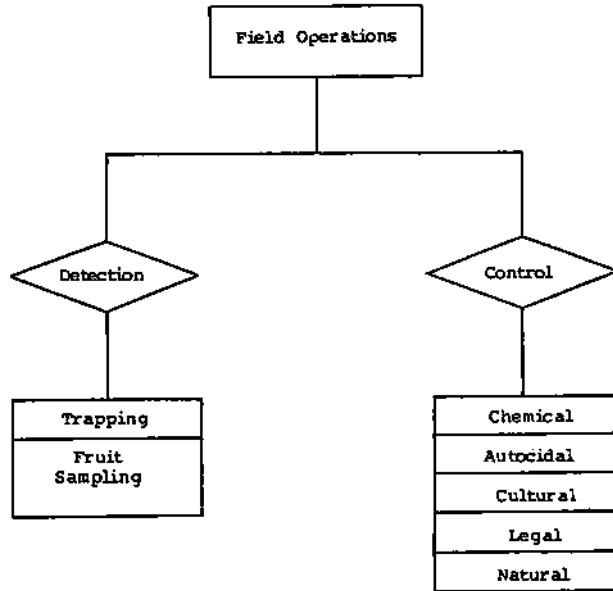 Field Operations
Detection
Control
Trapping
Fruit
Sampling
Chemical
Autocidal
Cultural
Legal
Natural